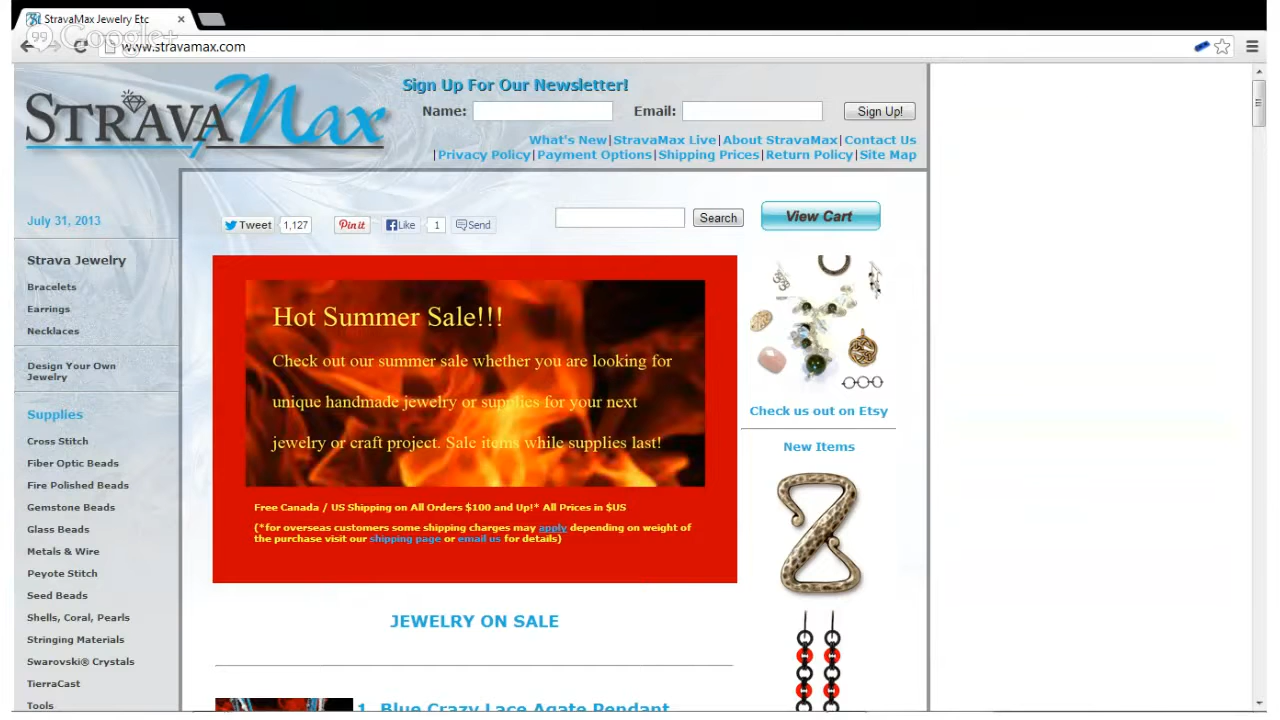 StravaMax Jewelry Etc
Google+
www.stravamax.com
STRAVAMax
Sign Up For Our Newsletter!
Name: Email: Sign Up!
What's New|StravaMax Live|About StravaMax|Contact Us
|Privacy Policy|Payment Options|Shipping Prices|Return Policy|Site Map
July 31, 2013
Strava Jewelry
Bracelets
Earrings
Necklaces
Design Your Own
Jewelry
Supplies
Cross Stitch
Fiber Optic Beads
Fire Polished Beads
Gemstone Beads
Glass Beads
Metals & Wire
Peyote Stitch
Seed Beads
Shells, Coral, Pearls
Stringing Materials
Swarovski® Crystals
TierraCast
Tools
Tweet 1,127 Pin it Like 1 Send
Search
View Cart
Hot Summer Sale!!!
Check out our summer sale whether you are looking for
unique handmade jewelry or supplies for your next
jewelry or craft project. Sale items while supplies last!
Free Canada / US Shipping on All Orders $100 and Up!* All Prices in $US
(*for overseas customers some shipping charges may apply depending on weight of
the purchase visit our shipping page or email us for details)
JEWELRY ON SALE
1. Blue Crazy Lace Agate Pendant
Check us out on Etsy
New Items